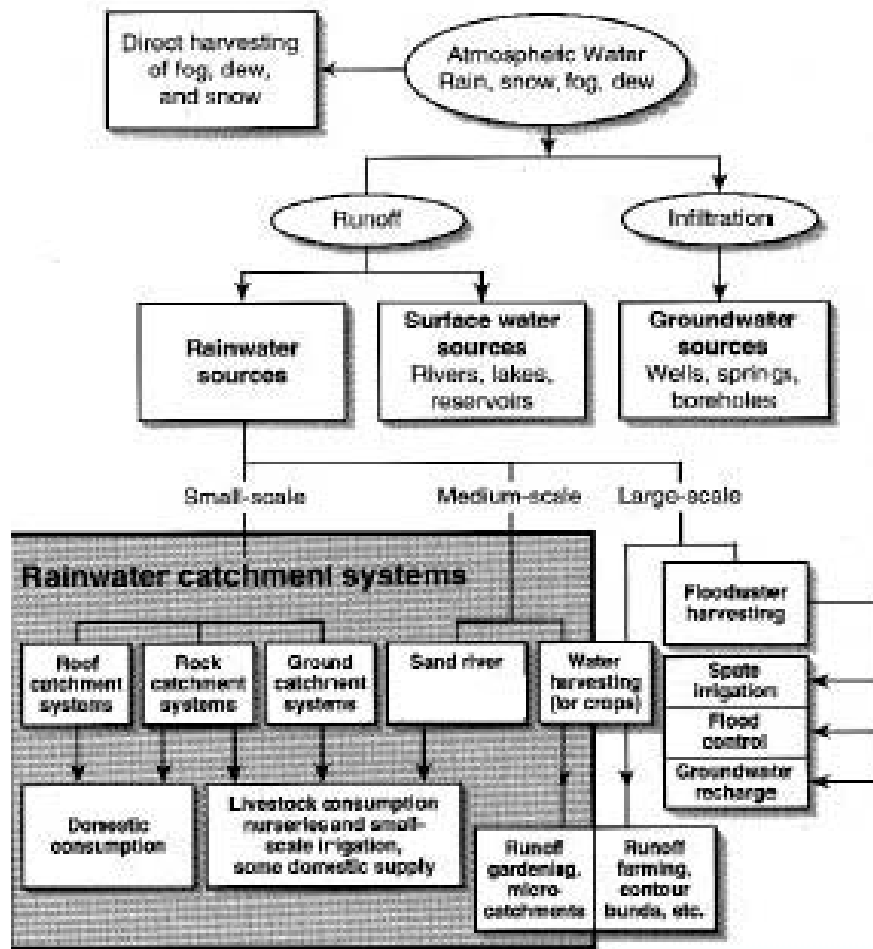 Direct harvesting
of fog, dew,
and snow
Atmospheric Water
Rain, snow, fog, dew
Runoff
Infiltration
Rainwater
sources
Surface water
sources
Rivers, lakes,
reservoirs
Groundwater
sources
Wells, springs,
boreholes
Small-scale
Medium-scale
Large-scale
Rainwater catchment systems
Floodwater
harvesting
Roof
catchment
systems
Rock
catchment
systems
Ground
catchment
systems
Sand river
Water
harvesting
(for crops)
Spate
irrigation
Flood
control
Groundwater
recharge
Domestic
consumption
Livestock consumption
nurseries and small-
scale irrigation,
some domestic supply
Runoff
gardening,
micro-
catchments
Runoff
farming,
contour
bunds, etc.